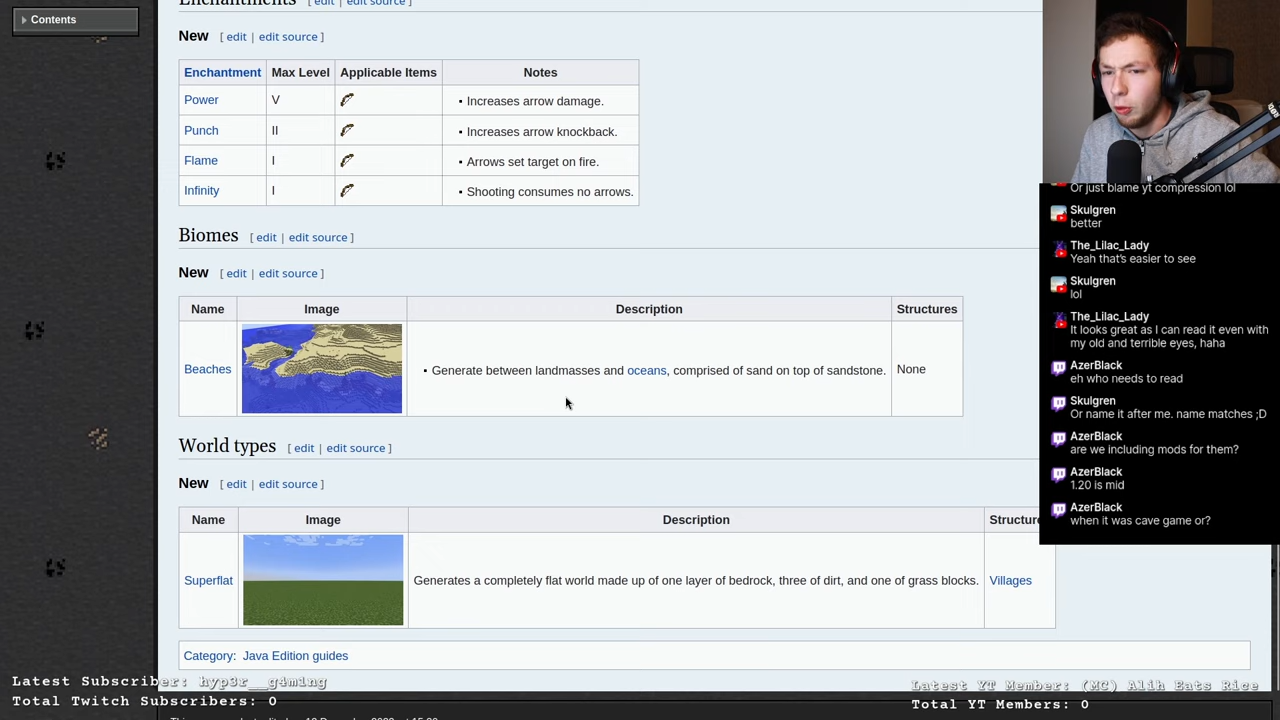 Contents
Enchantments [ edit | edit source ]
New [ edit | edit source ]
Enchantment Max Level Applicable Items Notes
Power V ▪ Increases arrow damage.
Punch II ▪ Increases arrow knockback.
Flame I ▪ Arrows set target on fire.
Infinity I ▪ Shooting consumes no arrows.
Biomes [ edit | edit source ]
New [ edit | edit source ]
Name Image Description Structures
Beaches ▪ Generate between landmasses and oceans, comprised of sand on top of sandstone. None
World types [ edit | edit source ]
New [ edit | edit source ]
Name Image Description Structure
Superflat Generates a completely flat world made up of one layer of bedrock, three of dirt, and one of grass blocks. Villages
Category: Java Edition guides
Or just blame yt compression lol
Skulgren
better
The_Lilac_Lady
Yeah that's easier to see
Skulgren
lol
The_Lilac_Lady
It looks great as I can read it even with
my old and terrible eyes, haha
AzerBlack
eh who needs to read
Skulgren
Or name it after me. name matches ;D
AzerBlack
are we including mods for them?
AzerBlack
1.20 is mid
AzerBlack
when it was cave game or?
Latest Subscriber: hyp3r__g4m1ng
Total Twitch Subscribers: 0
Latest YT Member: (MC) Alih Eats Rice
Total YT Members: 0